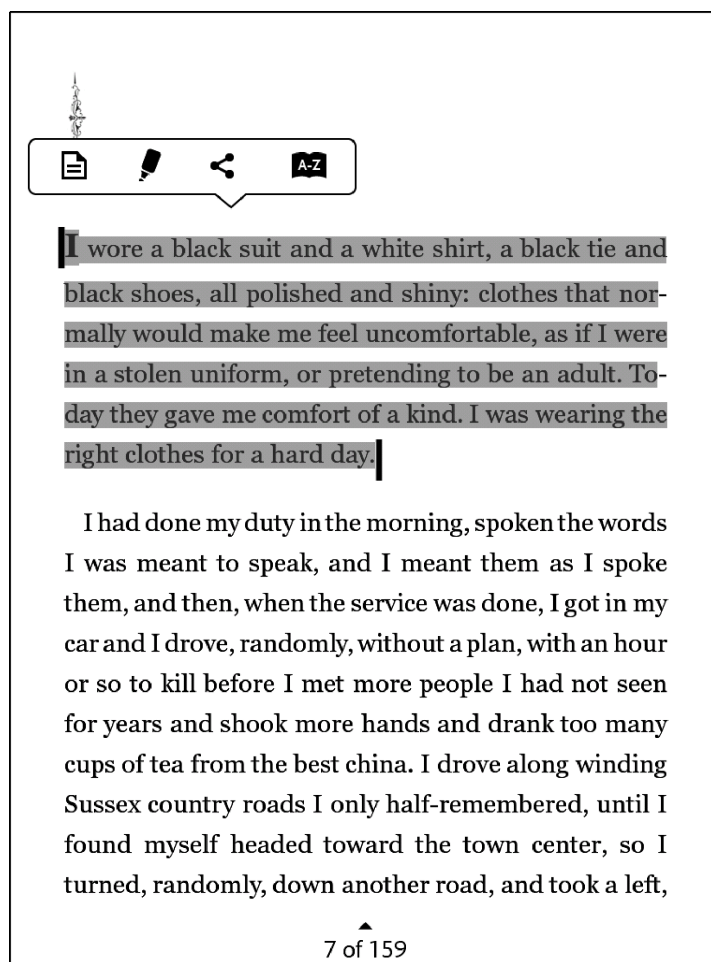 A-Z
I wore a black suit and a white shirt, a black tie and
black shoes, all polished and shiny: clothes that nor-
mally would make me feel uncomfortable, as if I were
in a stolen uniform, or pretending to be an adult. To-
day they gave me comfort of a kind. I was wearing the
right clothes for a hard day.
I had done my duty in the morning, spoken the words
I was meant to speak, and I meant them as I spoke
them, and then, when the service was done, I got in my
car and I drove, randomly, without a plan, with an hour
or so to kill before I met more people I had not seen
for years and shook more hands and drank too many
cups of tea from the best china. I drove along winding
Sussex country roads I only half-remembered, until I
found myself headed toward the town center, so I
turned, randomly, down another road, and took a left,
7 of 159